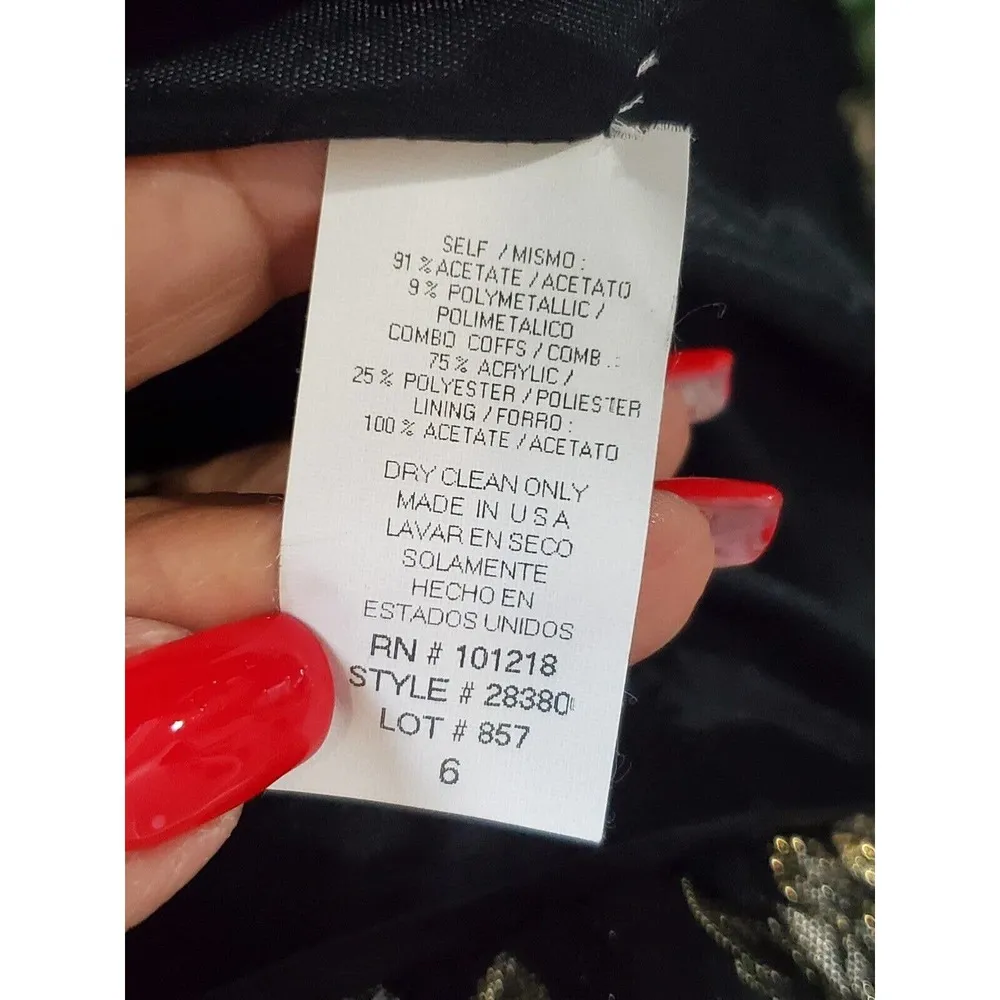 SELF / MISMO :
91 % ACETATE / ACETATO
9 % POLYMETALLIC /
POLIMETALICO
COMBO COFFS / COMB .:
75 % ACRYLIC /
25 % POLYESTER / POLIESTER
LINING / FORRO :
100 % ACETATE / ACETATO
DRY CLEAN ONLY
MADE IN U S A
LAVAR EN SECO
SOLAMENTE
HECHO EN
ESTADOS UNIDOS
RN # 101218
STYLE # 28380
LOT # 857
6